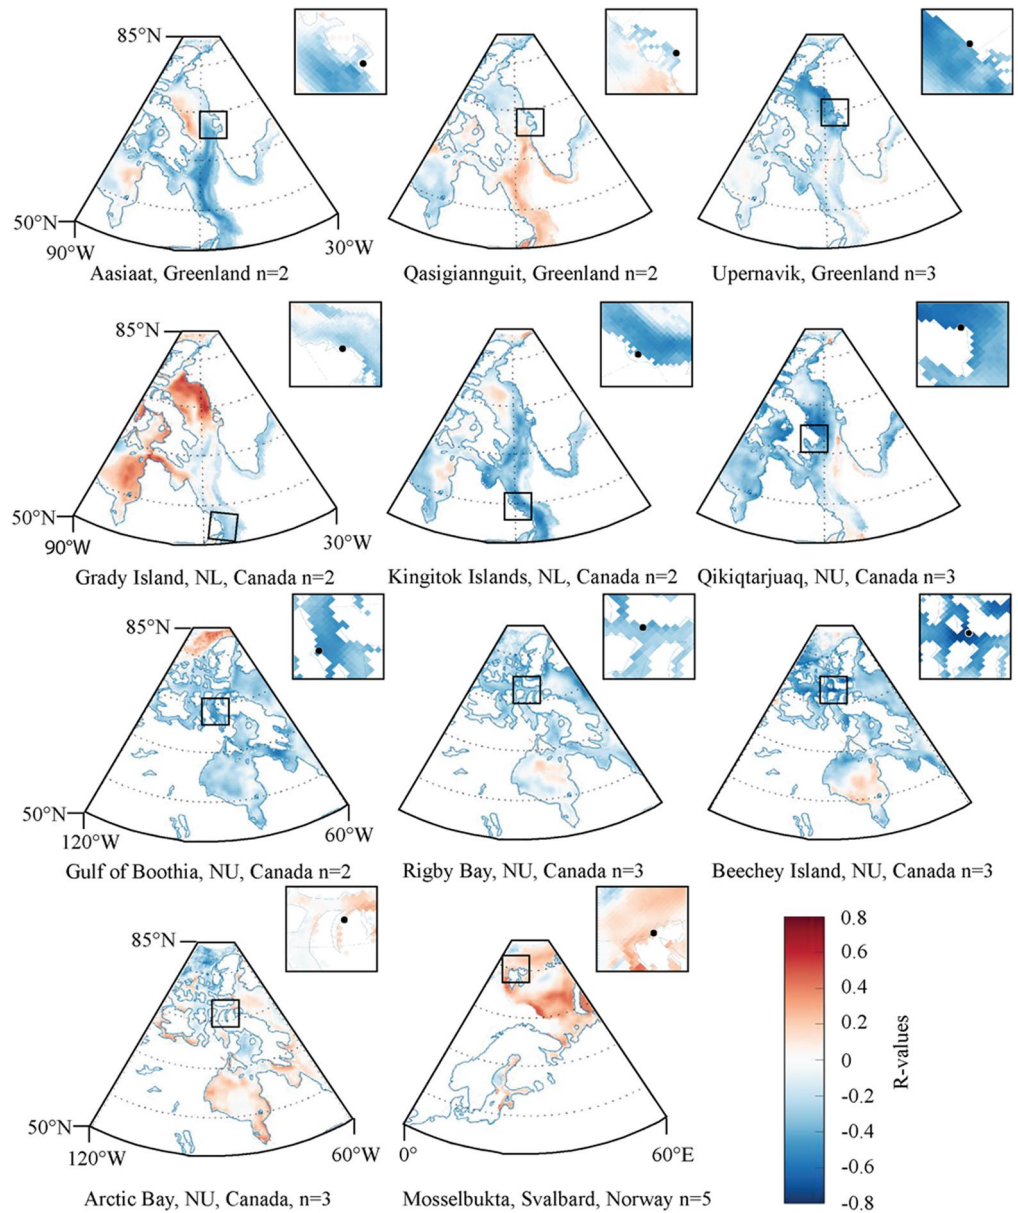 85°N
50°N
90°W
30°W
Aasiaat, Greenland n=2
Qasigiannguit, Greenland n=2
Upernavik, Greenland n=3
85°N
50°N
90°W
30°W
Grady Island, NL, Canada n=2
Kingitok Islands, NL, Canada n=2
Qikiqtarjuaq, NU, Canada n=3
85°N
50°N
120°W
60°W
Gulf of Boothia, NU, Canada n=2
Rigby Bay, NU, Canada n=3
Beechey Island, NU, Canada n=3
85°N
50°N
120°W
60°W
Arctic Bay, NU, Canada, n=3
0°
60°E
Mosselbukta, Svalbard, Norway n=5
0.8
0.6
0.4
0.2
0
-0.2
-0.4
-0.6
-0.8
R-values